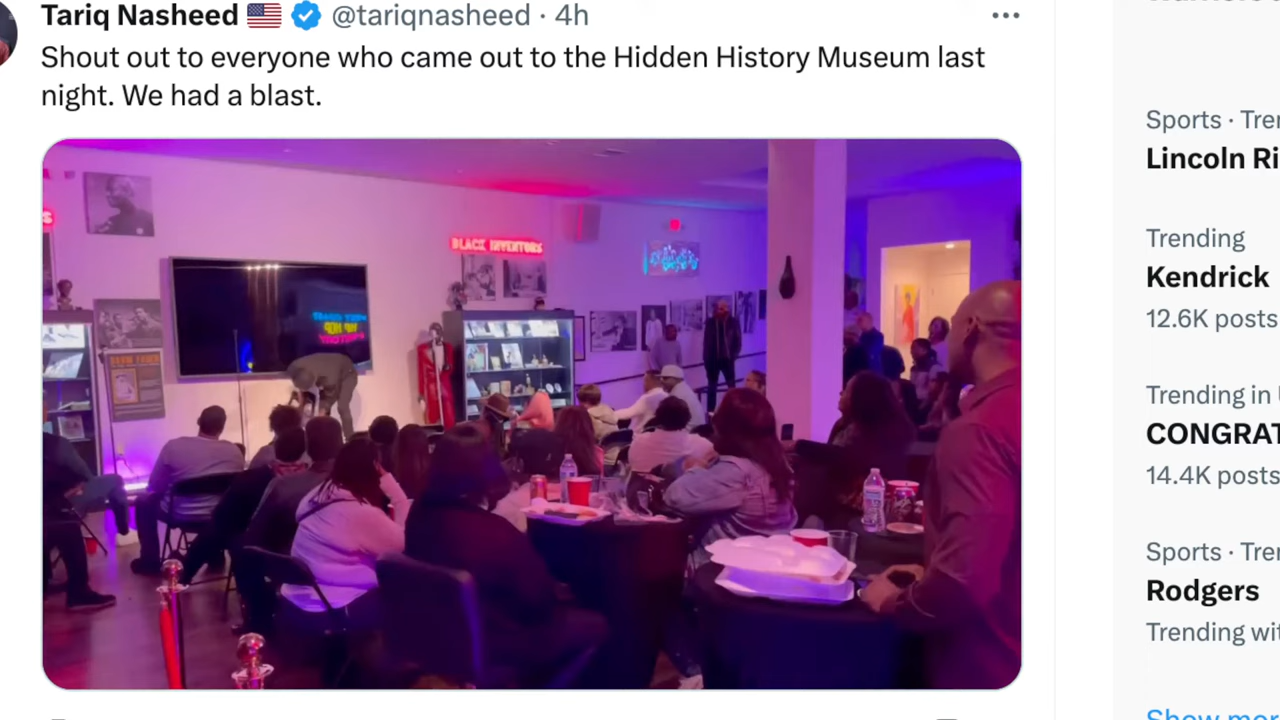 Tariq Nasheed @tariqnasheed · 4h
Shout out to everyone who came out to the Hidden History Museum last
night. We had a blast.
BLACK INVENTORS
Sports · Tre
Lincoln Ri
Trending
Kendrick
12.6K posts
Trending in
CONGRAT
14.4K posts
Sports · Tre
Rodgers
Trending wit
Show more